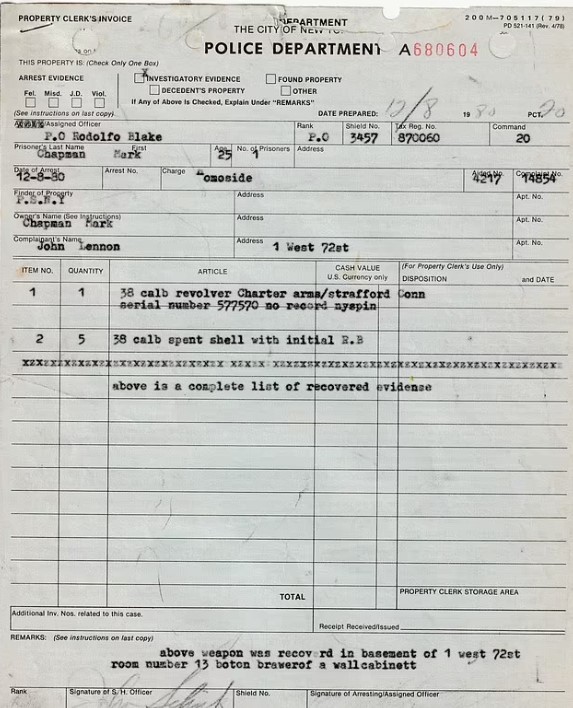 PROPERTY CLERK'S INVOICE
200M-705117(79)
PD 521-141 (Rev. 4/78)
DEPARTMENT
THE CITY OF NEW YO
POLICE DEPARTMENT A680604
PROPERTY IS:
THIS PROPERTY IS: (Check Only One Box)
ARREST EVIDENCE X INVESTIGATORY EVIDENCE FOUND PROPERTY
DECEDENT'S PROPERTY OTHER
Fel. Misd. J.D. Viol.
If Any of Above is Checked, Explain Under "REMARKS"
(See instructions on last copy)
DATE PREPARED: 12/8 19 80 PCT. 20
/Assigned Officer Rank Shield No. Tax Reg. No. Command
P.O Rodolfo Blake P.O 3457 870060 20
Prisoner's Last Name First Age No. of Prisoners Address
Chapman Mark 25 1
Date of Arrest Arrest No. Charge Aided No. Complaint No.
12-8-80 omoside 4217 14854
Finder of Property Address Apt. No.
P.S.N.Y
Owner's Name (See Instructions) Address Apt. No.
Chapman Mark
Complainant's Name Address Apt. No.
John Lennon 1 West 72st
ITEM NO. QUANTITY ARTICLE CASH VALUE U.S. Currency only (For Property Clerk's Use Only) DISPOSITION and DATE
1 1 38 calb revolver Charter arms/strafford Conn
serial number 577570 no record nyspin
2 5 38 calb spent shell with initial R.B
above is a complete list of recovered evidense
TOTAL PROPERTY CLERK STORAGE AREA
Additional Inv. Nos. related to this case.
Receipt Received/Issued
REMARKS: (See instructions on last copy)
above weapon was recov rd in basement of 1 west 72st
room number 13 boton brawerof a wallcabinett
Rank Signature of S.H. Officer Shield No. Signature of Arresting/Assigned Officer